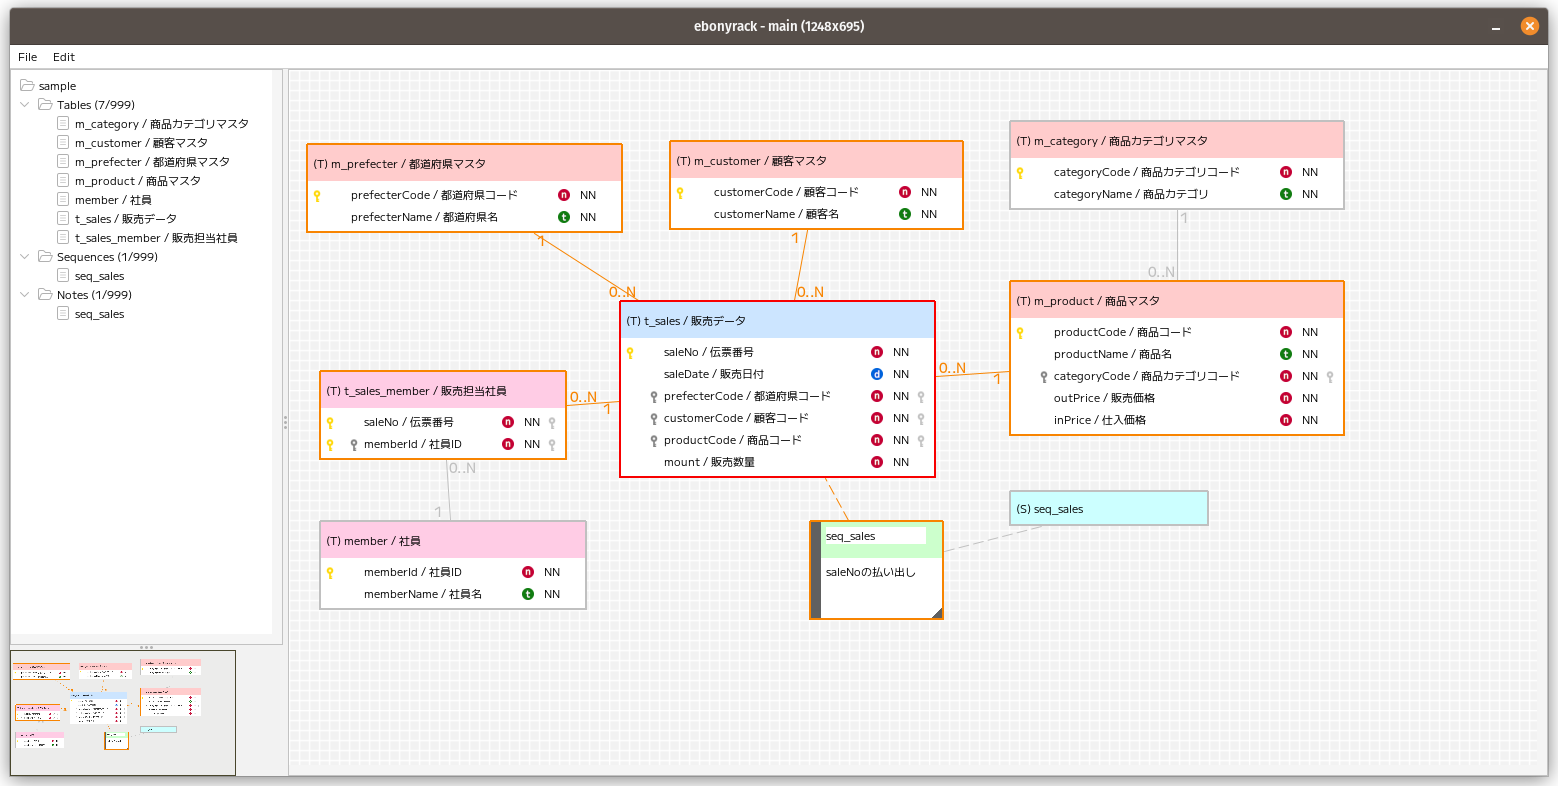 ebonyrack - main (1248x695)
File Edit
sample
Tables (7/999)
m_category / 商品カテゴリマスタ
m_customer / 顧客マスタ
m_prefecter / 都道府県マスタ
m_product / 商品マスタ
member / 社員
t_sales / 販売データ
t_sales_member / 販売担当社員
Sequences (1/999)
seq_sales
Notes (1/999)
seq_sales
(T) m_prefecter / 都道府県マスタ
prefecterCode / 都道府県コード n NN
prefecterName / 都道府県名 t NN
1
0..N
(T) m_customer / 顧客マスタ
customerCode / 顧客コード n NN
customerName / 顧客名 t NN
1
0..N
(T) m_category / 商品カテゴリマスタ
categoryCode / 商品カテゴリコード n NN
categoryName / 商品カテゴリ t NN
1
0..N
(T) t_sales / 販売データ
saleNo / 伝票番号 n NN
saleDate / 販売日付 d NN
prefecterCode / 都道府県コード n NN
customerCode / 顧客コード n NN
productCode / 商品コード n NN
mount / 販売数量 n NN
0..N
1
(T) m_product / 商品マスタ
productCode / 商品コード n NN
productName / 商品名 t NN
categoryCode / 商品カテゴリコード n NN
outPrice / 販売価格 n NN
inPrice / 仕入価格 n NN
(T) t_sales_member / 販売担当社員
saleNo / 伝票番号 n NN
memberId / 社員ID n NN
0..N
1
0..N
1
(T) member / 社員
memberId / 社員ID n NN
memberName / 社員名 t NN
seq_sales
saleNoの払い出し
(S) seq_sales